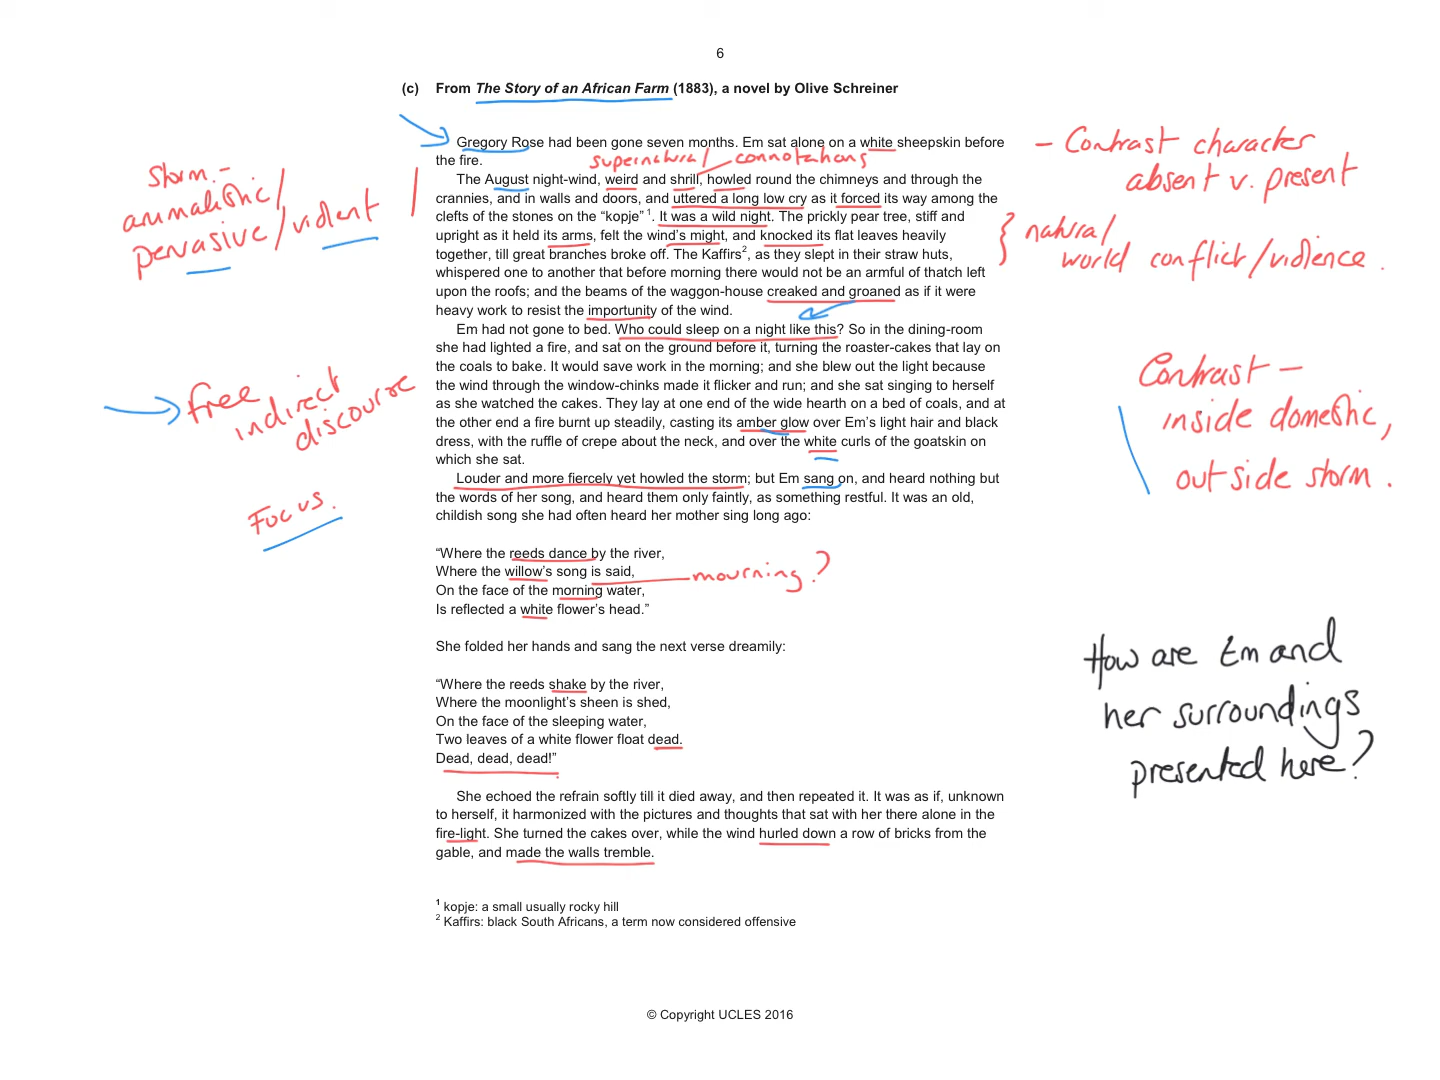 6
(c) From The Story of an African Farm (1883), a novel by Olive Schreiner
Gregory Rose had been gone seven months. Em sat alone on a white sheepskin before
the fire.
supernatural connotations
The August night-wind, weird and shrill, howled round the chimneys and through the
crannies, and in walls and doors, and uttered a long low cry as it forced its way among the
clefts of the stones on the “kopje” 1. It was a wild night. The prickly pear tree, stiff and
upright as it held its arms, felt the wind’s might, and knocked its flat leaves heavily
together, till great branches broke off. The Kaffirs2, as they slept in their straw huts,
whispered one to another that before morning there would not be an armful of thatch left
upon the roofs; and the beams of the waggon-house creaked and groaned as if it were
heavy work to resist the importunity of the wind.
Em had not gone to bed. Who could sleep on a night like this? So in the dining-room
she had lighted a fire, and sat on the ground before it, turning the roaster-cakes that lay on
the coals to bake. It would save work in the morning; and she blew out the light because
the wind through the window-chinks made it flicker and run; and she sat singing to herself
as she watched the cakes. They lay at one end of the wide hearth on a bed of coals, and at
the other end a fire burnt up steadily, casting its amber glow over Em’s light hair and black
dress, with the ruffle of crepe about the neck, and over the white curls of the goatskin on
which she sat.
Louder and more fiercely yet howled the storm; but Em sang on, and heard nothing but
the words of her song, and heard them only faintly, as something restful. It was an old,
childish song she had often heard her mother sing long ago:
“Where the reeds dance by the river,
Where the willow’s song is said,
On the face of the morning water,
Is reflected a white flower’s head.”
mourning?
She folded her hands and sang the next verse dreamily:
“Where the reeds shake by the river,
Where the moonlight’s sheen is shed,
On the face of the sleeping water,
Two leaves of a white flower float dead.
Dead, dead, dead!”
She echoed the refrain softly till it died away, and then repeated it. It was as if, unknown
to herself, it harmonized with the pictures and thoughts that sat with her there alone in the
fire-light. She turned the cakes over, while the wind hurled down a row of bricks from the
gable, and made the walls tremble.
1 kopje: a small usually rocky hill
2 Kaffirs: black South Africans, a term now considered offensive
© Copyright UCLES 2016
Storm.-
animalistic/
pervasive/violent
free
indirect
discourse
Focus.
- Contrast character
absent v. present
natural
world conflict/violence.
Contrast -
inside domestic,
outside storm.
How are Em and
her surroundings
presented here?